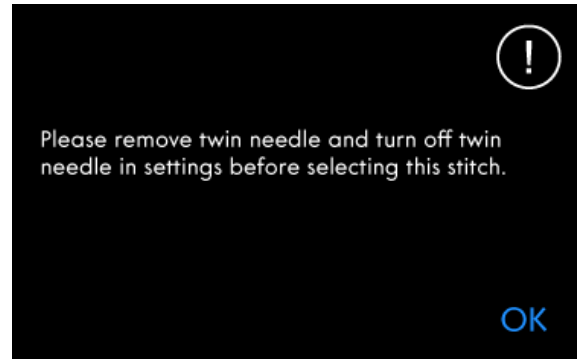 !
Please remove twin needle and turn off twin
needle in settings before selecting this stitch.
OK